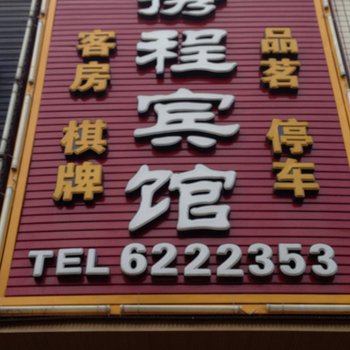 程宾馆
品茗
停车
客房
棋牌
TEL 6222353